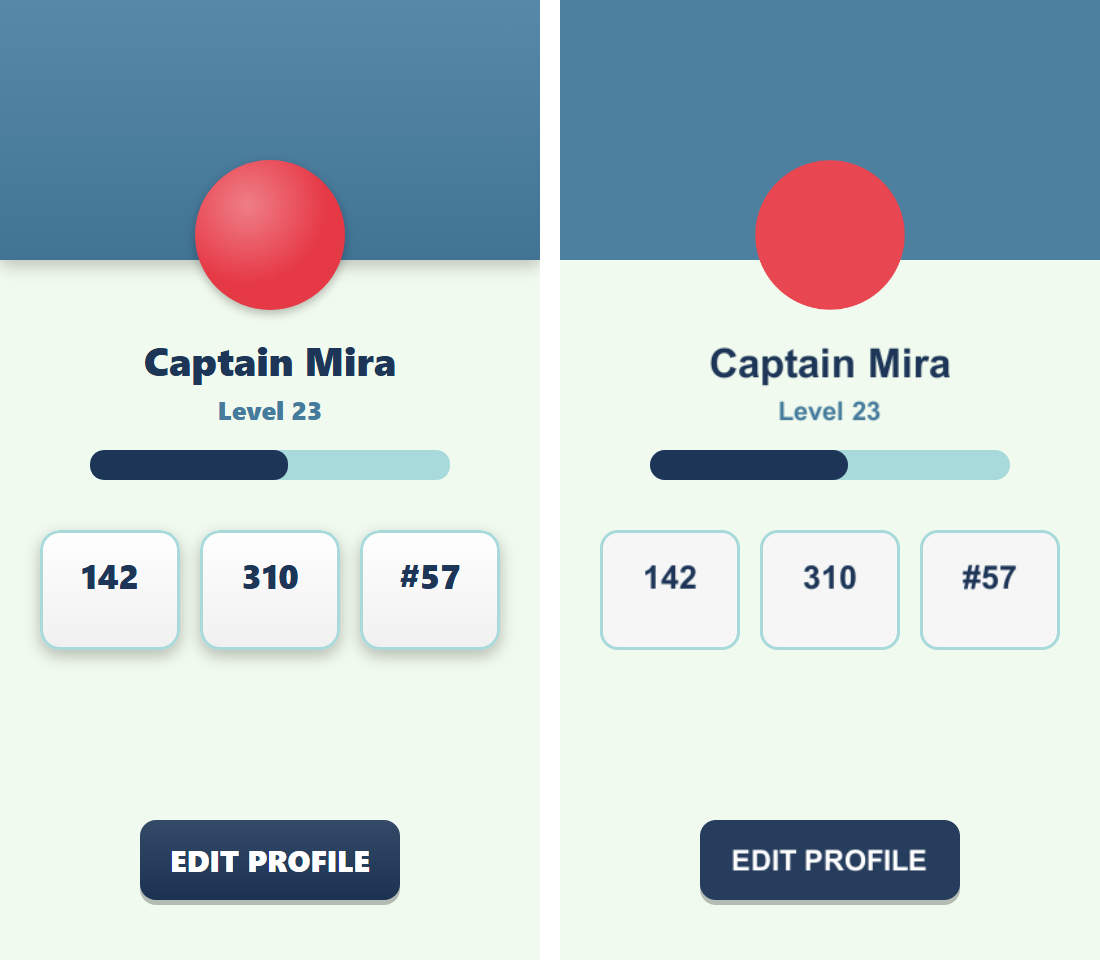 Captain Mira
Level 23
142 310 #57
EDIT PROFILE
Captain Mira
Level 23
142 310 #57
EDIT PROFILE